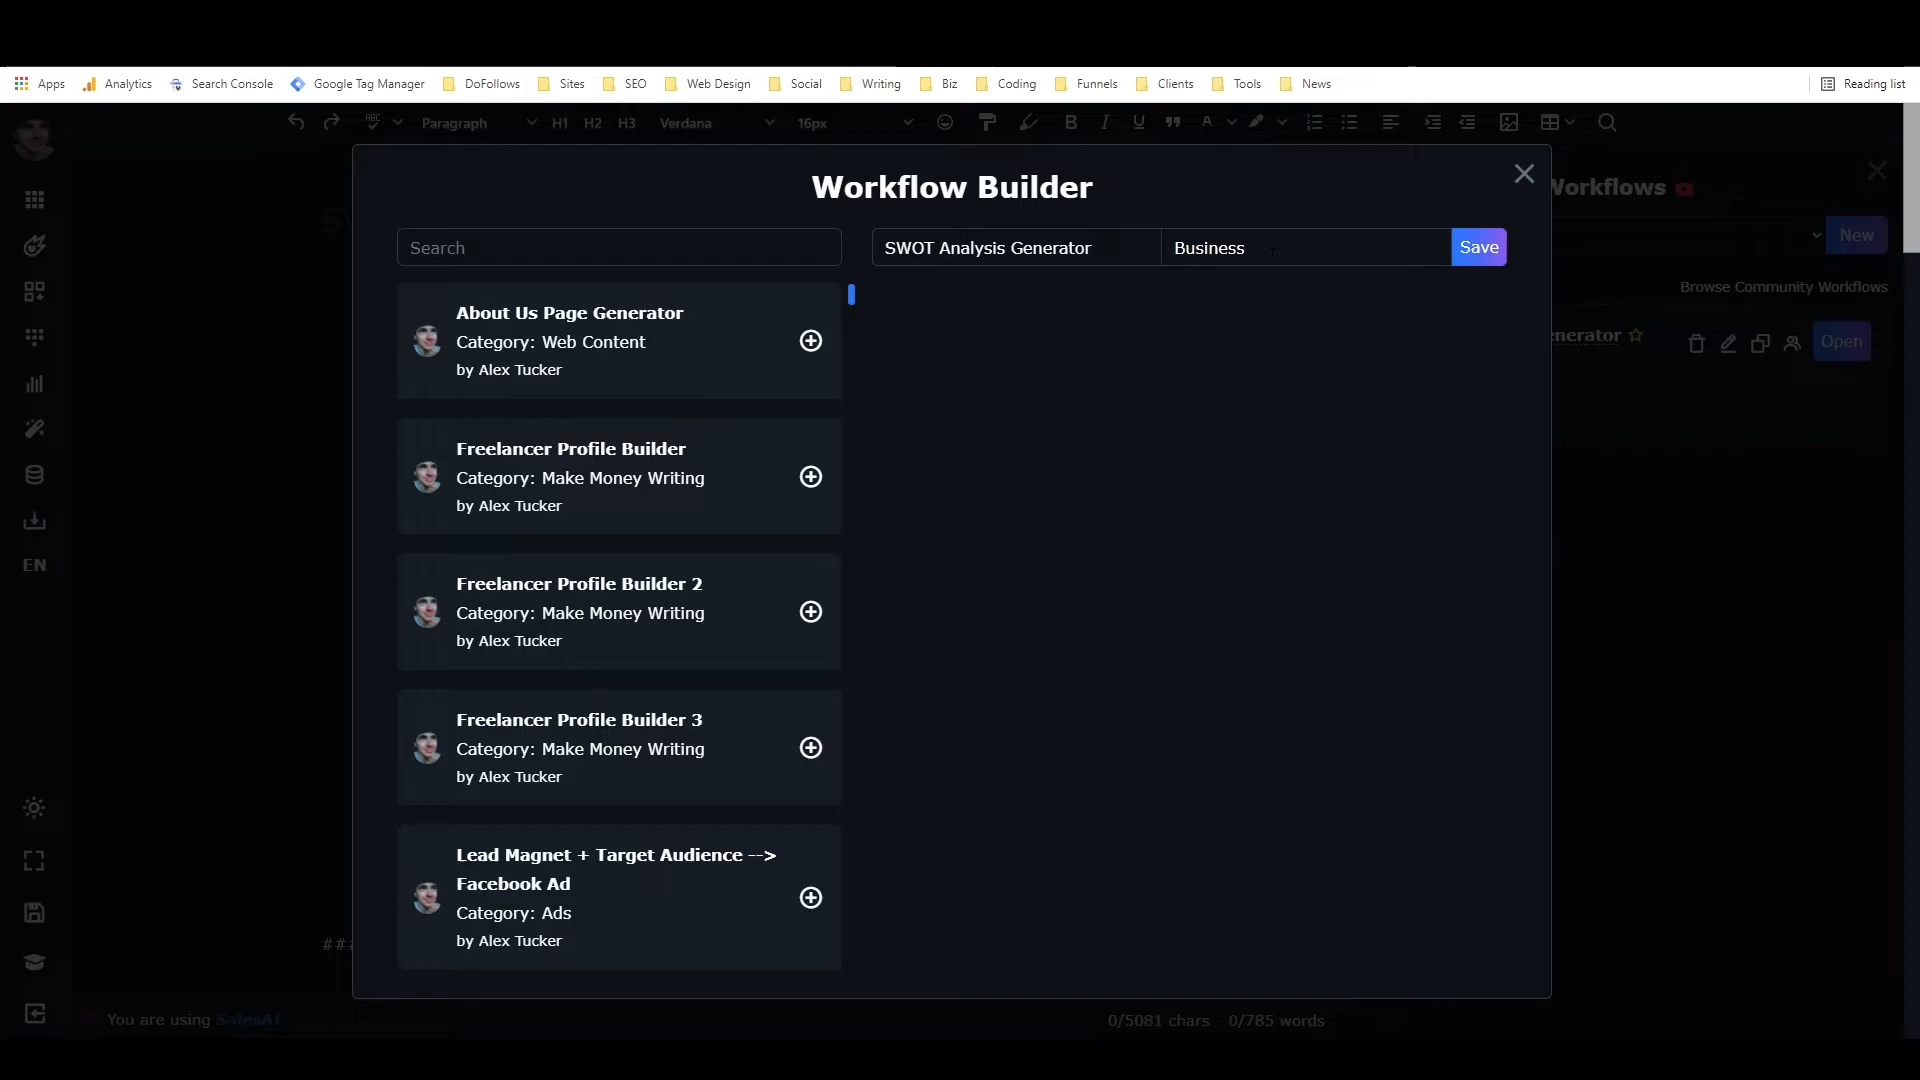 Apps Analytics Search Console Google Tag Manager DoFollows Sites SEO Web Design Social Writing Biz Coding Funnels Clients Tools News Reading list
ABC Paragraph H1 H2 H3 Verdana 16px B I U A
Workflow Builder
Workflows
Search
SWOT Analysis Generator
Business
Save
New
Browse Community Workflows
Open
About Us Page Generator
Category: Web Content
by Alex Tucker
Freelancer Profile Builder
Category: Make Money Writing
by Alex Tucker
Freelancer Profile Builder 2
Category: Make Money Writing
by Alex Tucker
Freelancer Profile Builder 3
Category: Make Money Writing
by Alex Tucker
Lead Magnet + Target Audience -->
Facebook Ad
Category: Ads
by Alex Tucker
EN
###
You are using SalesAI
0/5081 chars 0/785 words